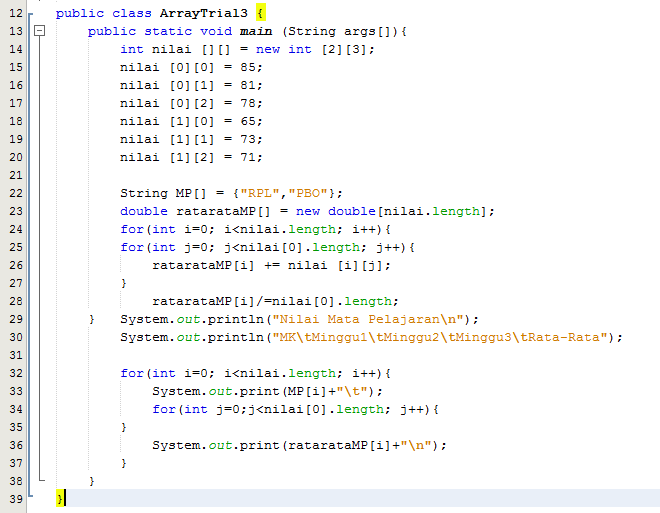 12 public class ArrayTrial3 {
13 public static void main (String args[]){
14 int nilai [][] = new int [2][3];
15 nilai [0][0] = 85;
16 nilai [0][1] = 81;
17 nilai [0][2] = 78;
18 nilai [1][0] = 65;
19 nilai [1][1] = 73;
20 nilai [1][2] = 71;
21
22 String MP[] = {"RPL","PBO"};
23 double ratarataMP[] = new double[nilai.length];
24 for(int i=0; i<nilai.length; i++){
25 for(int j=0; j<nilai[0].length; j++){
26 ratarataMP[i] += nilai [i][j];
27 }
28 ratarataMP[i]/=nilai[0].length;
29 } System.out.println("Nilai Mata Pelajaran\n");
30 System.out.println("MK\tMinggu1\tMinggu2\tMinggu3\tRata-Rata");
31
32 for(int i=0; i<nilai.length; i++){
33 System.out.print(MP[i]+"\t");
34 for(int j=0;j<nilai[0].length; j++){
35 }
36 System.out.print(ratarataMP[i]+"\n");
37 }
38 }
39 }